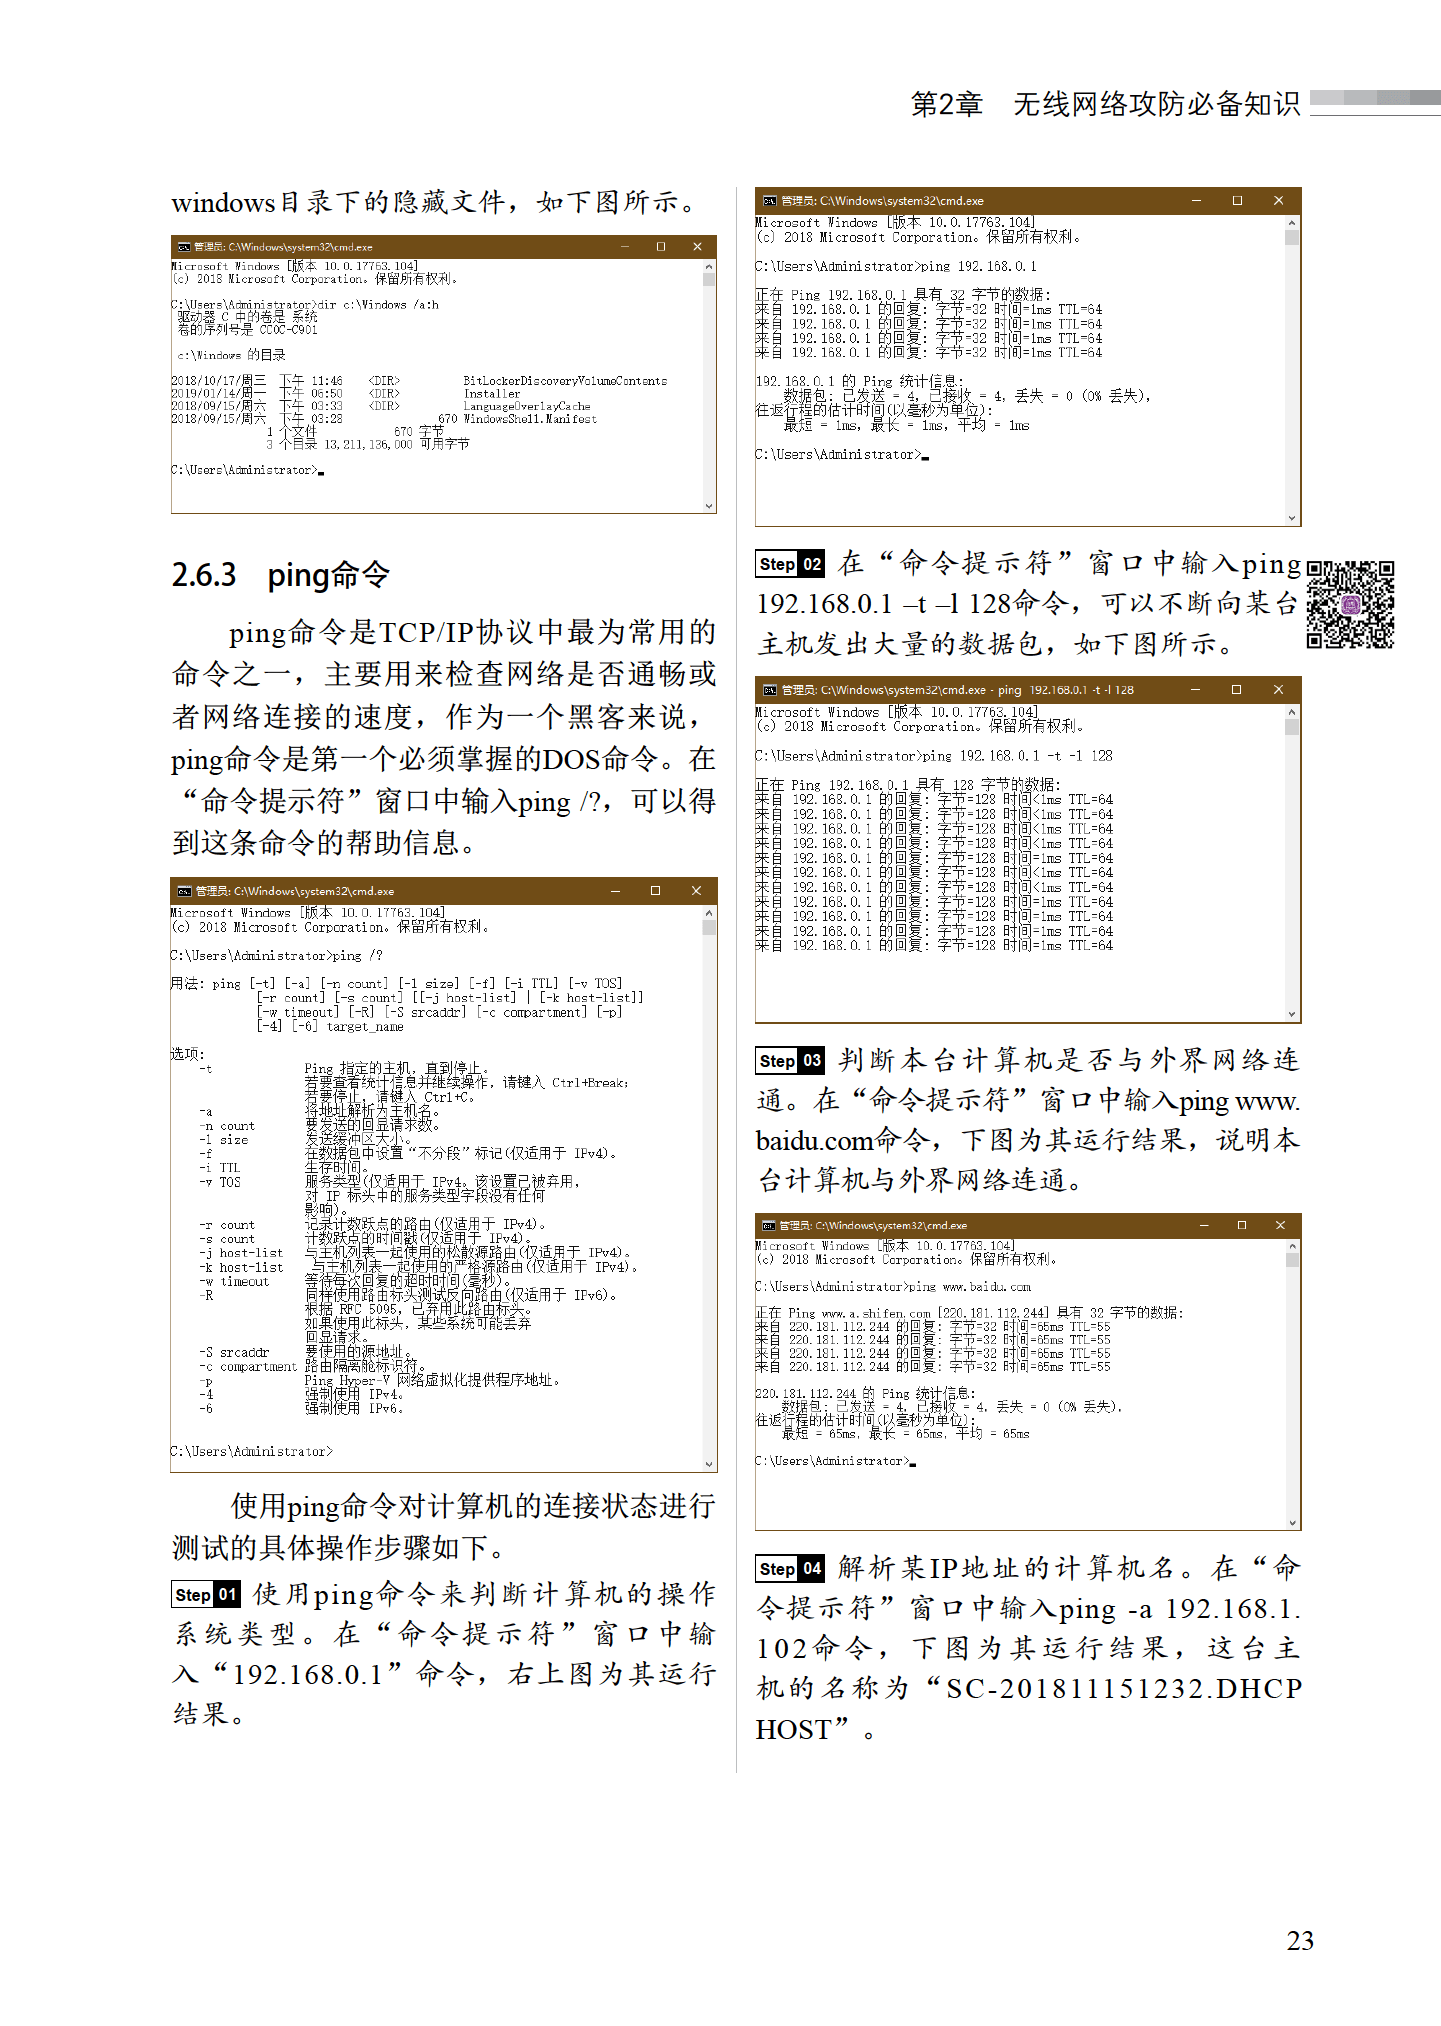 第2章 无线网络攻防必备知识
windows目录下的隐藏文件，如下图所示。
管理员: C:\Windows\system32\cmd.exe
Microsoft Windows [版本 10.0.17763.104]
(c) 2018 Microsoft Corporation。保留所有权利。
C:\Users\Administrator>dir c:\Windows /a:h
驱动器 C 中的卷是 系统
卷的序列号是 CC0C-C901
c:\Windows 的目录
2018/10/17/周三 下午 11:46 <DIR> BitLockerDiscoveryVolumeContents
2019/01/14/周一 下午 06:50 <DIR> Installer
2018/09/15/周六 下午 03:33 <DIR> LanguageOverlayCache
2018/09/15/周六 下午 03:28 670 WindowsShell.Manifest
1 个文件 670 字节
3 个目录 13,211,136,000 可用字节
C:\Users\Administrator>
2.6.3 ping命令
ping命令是TCP/IP协议中最为常用的
命令之一，主要用来检查网络是否通畅或
者网络连接的速度，作为一个黑客来说，
ping命令是第一个必须掌握的DOS命令。在
“命令提示符”窗口中输入ping /?，可以得
到这条命令的帮助信息。
管理员: C:\Windows\system32\cmd.exe
Microsoft Windows [版本 10.0.17763.104]
(c) 2018 Microsoft Corporation。保留所有权利。
C:\Users\Administrator>ping /?
用法: ping [-t] [-a] [-n count] [-l size] [-f] [-i TTL] [-v TOS]
[-r count] [-s count] [[-j host-list] | [-k host-list]]
[-w timeout] [-R] [-S srcaddr] [-c compartment] [-p]
[-4] [-6] target_name
选项:
-t Ping 指定的主机，直到停止。
若要查看统计信息并继续操作，请键入 Ctrl+Break;
若要停止，请键入 Ctrl+C。
-a 将地址解析为主机名。
-n count 要发送的回显请求数。
-l size 发送缓冲区大小。
-f 在数据包中设置“不分段”标记(仅适用于 IPv4)。
-i TTL 生存时间。
-v TOS 服务类型(仅适用于 IPv4。该设置已被弃用，
对 IP 标头中的服务类型字段没有任何
影响)。
-r count 记录计数跃点的路由(仅适用于 IPv4)。
-s count 计数跃点的时间戳(仅适用于 IPv4)。
-j host-list 与主机列表一起使用的松散源路由(仅适用于 IPv4)。
-k host-list 与主机列表一起使用的严格源路由(仅适用于 IPv4)。
-w timeout 等待每次回复的超时时间(毫秒)。
-R 同样使用路由标头测试反向路由(仅适用于 IPv6)。
根据 RFC 5095，已弃用此路由标头。
如果使用此标头，某些系统可能丢弃
回显请求。
-S srcaddr 要使用的源地址。
-c compartment 路由隔离舱标识符。
-p Ping Hyper-V 网络虚拟化提供程序地址。
-4 强制使用 IPv4。
-6 强制使用 IPv6。
C:\Users\Administrator>
使用ping命令对计算机的连接状态进行
测试的具体操作步骤如下。
Step 01 使用ping命令来判断计算机的操作
系统类型。在“命令提示符”窗口中输
入“192.168.0.1”命令，右上图为其运行
结果。
管理员: C:\Windows\system32\cmd.exe
Microsoft Windows [版本 10.0.17763.104]
(c) 2018 Microsoft Corporation。保留所有权利。
C:\Users\Administrator>ping 192.168.0.1
正在 Ping 192.168.0.1 具有 32 字节的数据:
来自 192.168.0.1 的回复: 字节=32 时间=1ms TTL=64
来自 192.168.0.1 的回复: 字节=32 时间=1ms TTL=64
来自 192.168.0.1 的回复: 字节=32 时间=1ms TTL=64
来自 192.168.0.1 的回复: 字节=32 时间=1ms TTL=64
192.168.0.1 的 Ping 统计信息:
数据包: 已发送 = 4，已接收 = 4，丢失 = 0 (0% 丢失)，
往返行程的估计时间(以毫秒为单位):
最短 = 1ms，最长 = 1ms，平均 = 1ms
C:\Users\Administrator>
Step 02 在“命令提示符”窗口中输入ping
192.168.0.1 –t –l 128命令，可以不断向某台
主机发出大量的数据包，如下图所示。
管理员: C:\Windows\system32\cmd.exe - ping 192.168.0.1 -t -l 128
Microsoft Windows [版本 10.0.17763.104]
(c) 2018 Microsoft Corporation。保留所有权利。
C:\Users\Administrator>ping 192.168.0.1 -t -l 128
正在 Ping 192.168.0.1 具有 128 字节的数据:
来自 192.168.0.1 的回复: 字节=128 时间<1ms TTL=64
来自 192.168.0.1 的回复: 字节=128 时间<1ms TTL=64
来自 192.168.0.1 的回复: 字节=128 时间=1ms TTL=64
来自 192.168.0.1 的回复: 字节=128 时间<1ms TTL=64
来自 192.168.0.1 的回复: 字节=128 时间=1ms TTL=64
来自 192.168.0.1 的回复: 字节=128 时间<1ms TTL=64
来自 192.168.0.1 的回复: 字节=128 时间<1ms TTL=64
来自 192.168.0.1 的回复: 字节=128 时间=1ms TTL=64
来自 192.168.0.1 的回复: 字节=128 时间=1ms TTL=64
来自 192.168.0.1 的回复: 字节=128 时间=1ms TTL=64
来自 192.168.0.1 的回复: 字节=128 时间=1ms TTL=64
Step 03 判断本台计算机是否与外界网络连
通。在“命令提示符”窗口中输入ping www.
baidu.com命令，下图为其运行结果，说明本
台计算机与外界网络连通。
管理员: C:\Windows\system32\cmd.exe
Microsoft Windows [版本 10.0.17763.104]
(c) 2018 Microsoft Corporation。保留所有权利。
C:\Users\Administrator>ping www.baidu.com
正在 Ping www.a.shifen.com [220.181.112.244] 具有 32 字节的数据:
来自 220.181.112.244 的回复: 字节=32 时间=65ms TTL=55
来自 220.181.112.244 的回复: 字节=32 时间=65ms TTL=55
来自 220.181.112.244 的回复: 字节=32 时间=65ms TTL=55
来自 220.181.112.244 的回复: 字节=32 时间=65ms TTL=55
220.181.112.244 的 Ping 统计信息:
数据包: 已发送 = 4，已接收 = 4，丢失 = 0 (0% 丢失)，
往返行程的估计时间(以毫秒为单位):
最短 = 65ms，最长 = 65ms，平均 = 65ms
C:\Users\Administrator>
Step 04 解析某IP地址的计算机名。在“命
令提示符”窗口中输入ping -a 192.168.1.
102命令，下图为其运行结果，这台主
机的名称为“SC-201811151232.DHCP
HOST”。
23